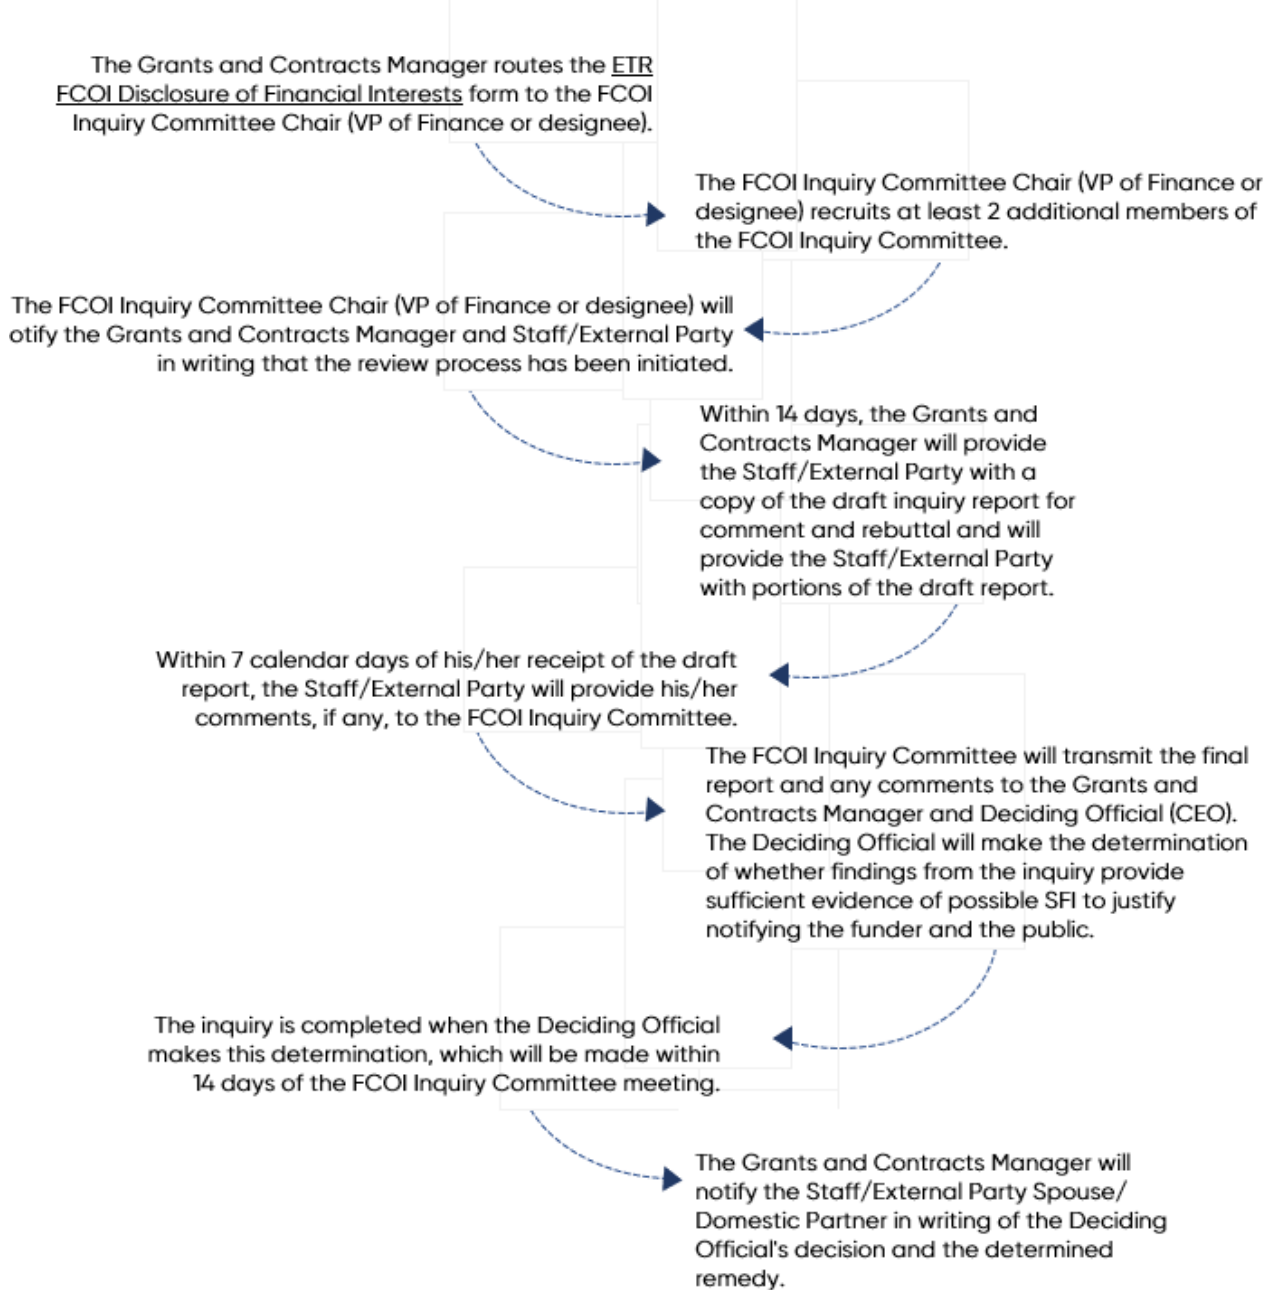 The Grants and Contracts Manager routes the ETR
FCOI Disclosure of Financial Interests form to the FCOI
Inquiry Committee Chair (VP of Finance or designee).
The FCOI Inquiry Committee Chair (VP of Finance or
designee) recruits at least 2 additional members of
the FCOI Inquiry Committee.
The FCOI Inquiry Committee Chair (VP of Finance or designee) will
otify the Grants and Contracts Manager and Staff/External Party
in writing that the review process has been initiated.
Within 14 days, the Grants and
Contracts Manager will provide
the Staff/External Party with a
copy of the draft inquiry report for
comment and rebuttal and will
provide the Staff/External Party
with portions of the draft report.
Within 7 calendar days of his/her receipt of the draft
report, the Staff/External Party will provide his/her
comments, if any, to the FCOI Inquiry Committee.
The FCOI Inquiry Committee will transmit the final
report and any comments to the Grants and
Contracts Manager and Deciding Official (CEO).
The Deciding Official will make the determination
of whether findings from the inquiry provide
sufficient evidence of possible SFI to justify
notifying the funder and the public.
The inquiry is completed when the Deciding Official
makes this determination, which will be made within
14 days of the FCOI Inquiry Committee meeting.
The Grants and Contracts Manager will
notify the Staff/External Party Spouse/
Domestic Partner in writing of the Deciding
Official's decision and the determined
remedy.